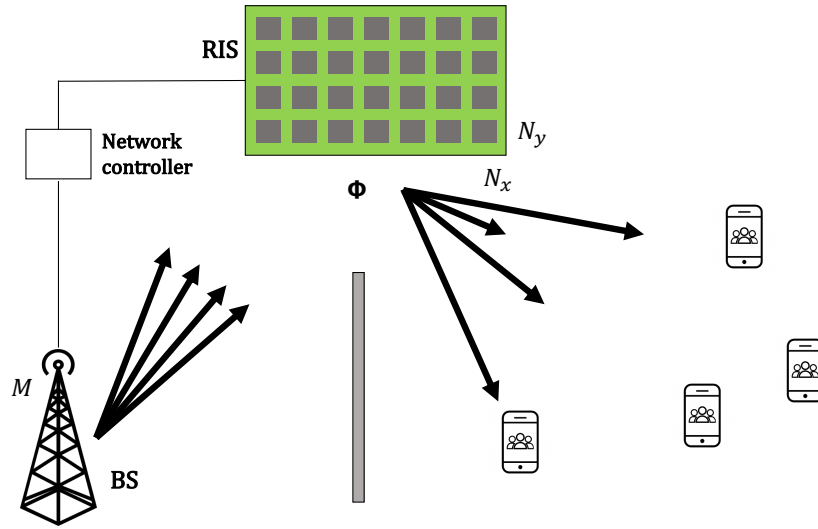 RIS
N_y
Network
controller
Φ
N_x
M
BS